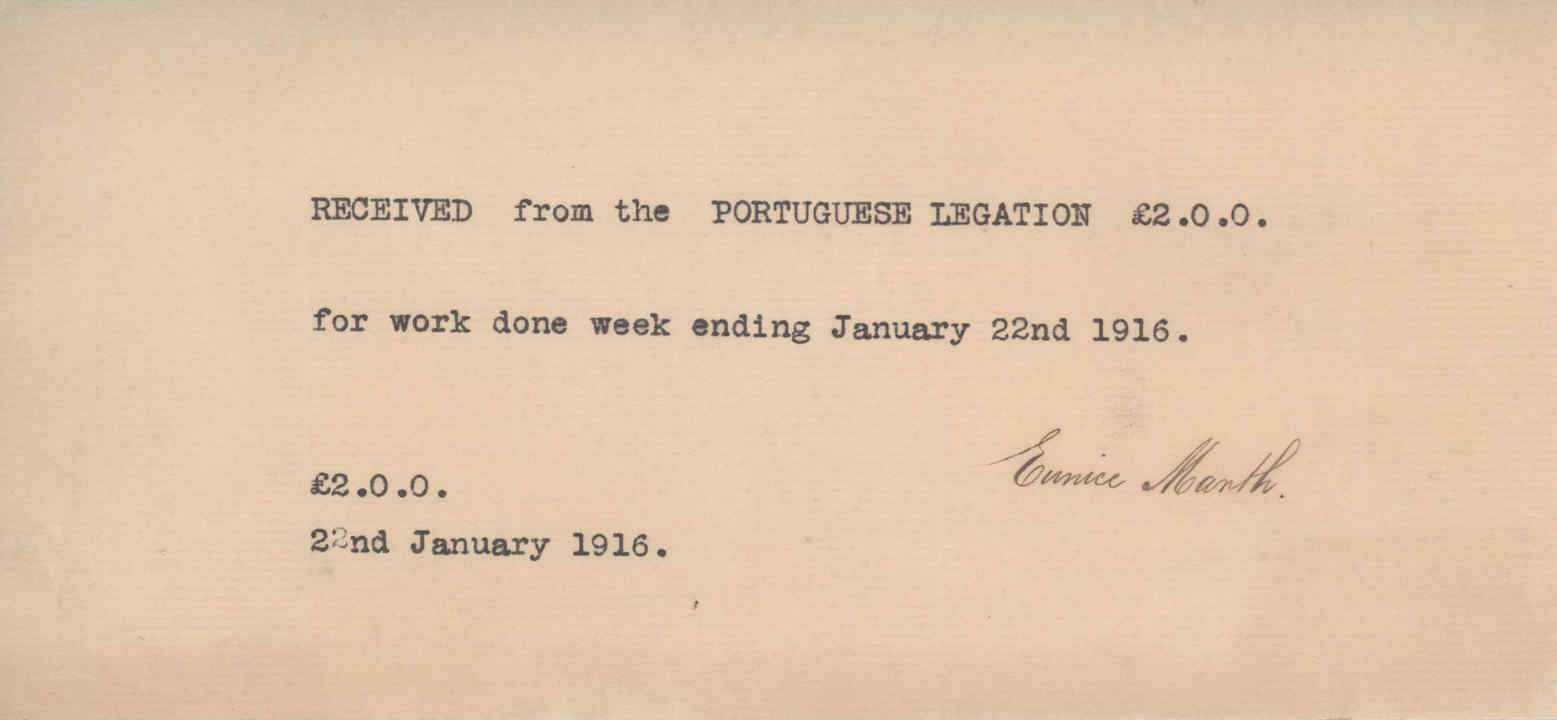 RECEIVED from the PORTUGUESE LEGATION £2.0.0.
for work done week ending January 22nd 1916.
Eunice Manth.
£2.0.0.
22nd January 1916.